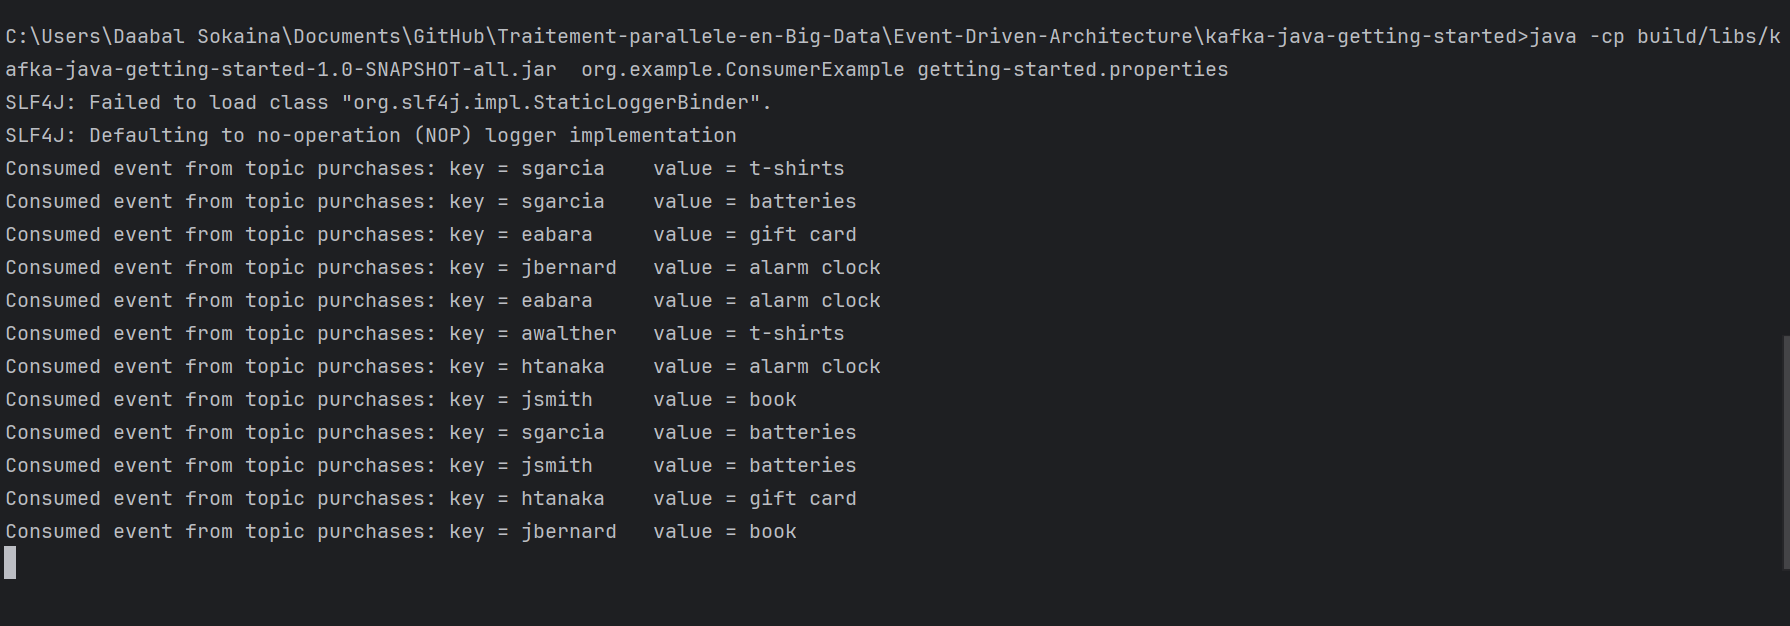 C:\Users\Daabal Sokaina\Documents\GitHub\Traitement-parallele-en-Big-Data\Event-Driven-Architecture\kafka-java-getting-started>java -cp build/libs/k
afka-java-getting-started-1.0-SNAPSHOT-all.jar  org.example.ConsumerExample getting-started.properties
SLF4J: Failed to load class "org.slf4j.impl.StaticLoggerBinder".
SLF4J: Defaulting to no-operation (NOP) logger implementation
Consumed event from topic purchases: key = sgarcia    value = t-shirts
Consumed event from topic purchases: key = sgarcia    value = batteries
Consumed event from topic purchases: key = eabara     value = gift card
Consumed event from topic purchases: key = jbernard   value = alarm clock
Consumed event from topic purchases: key = eabara     value = alarm clock
Consumed event from topic purchases: key = awalther   value = t-shirts
Consumed event from topic purchases: key = htanaka    value = alarm clock
Consumed event from topic purchases: key = jsmith     value = book
Consumed event from topic purchases: key = sgarcia    value = batteries
Consumed event from topic purchases: key = jsmith     value = batteries
Consumed event from topic purchases: key = htanaka    value = gift card
Consumed event from topic purchases: key = jbernard   value = book